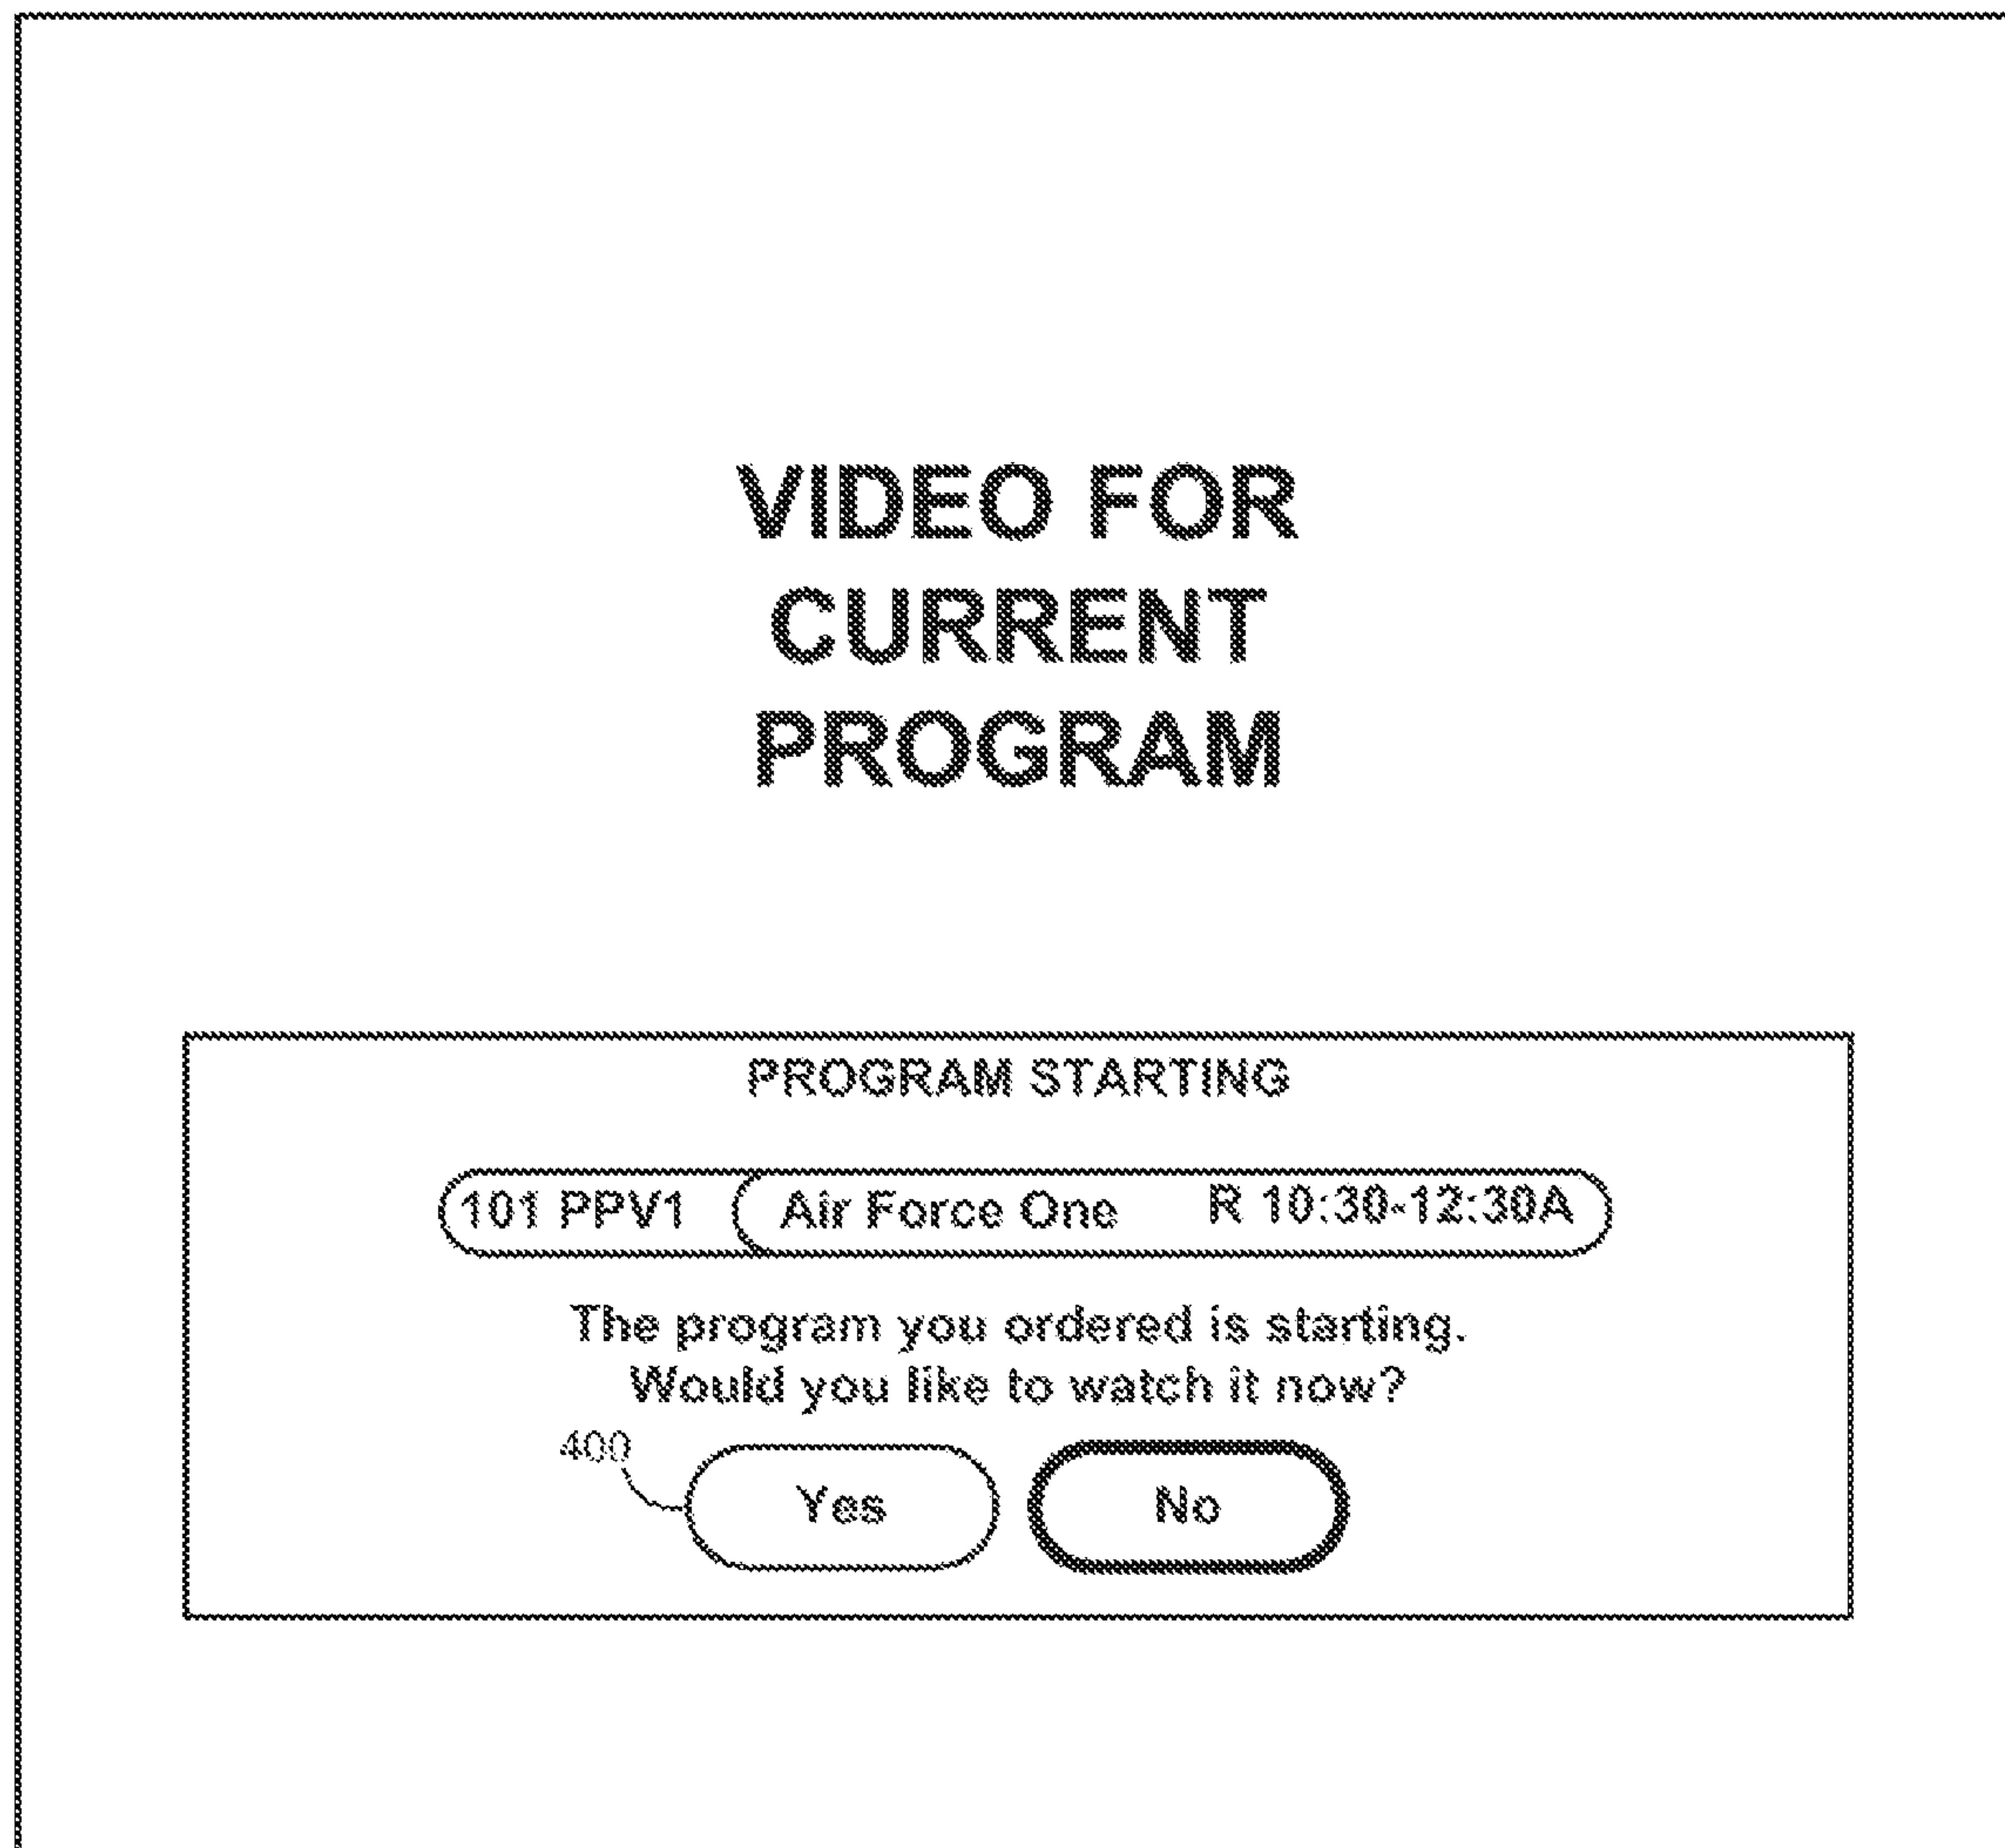 VIDEO FOR
CURRENT
PROGRAM
PROGRAM STARTING
101 PPV1 Air Force One R 10:30-12:30A
The program you ordered is starting.
Would you like to watch it now?
400
Yes No